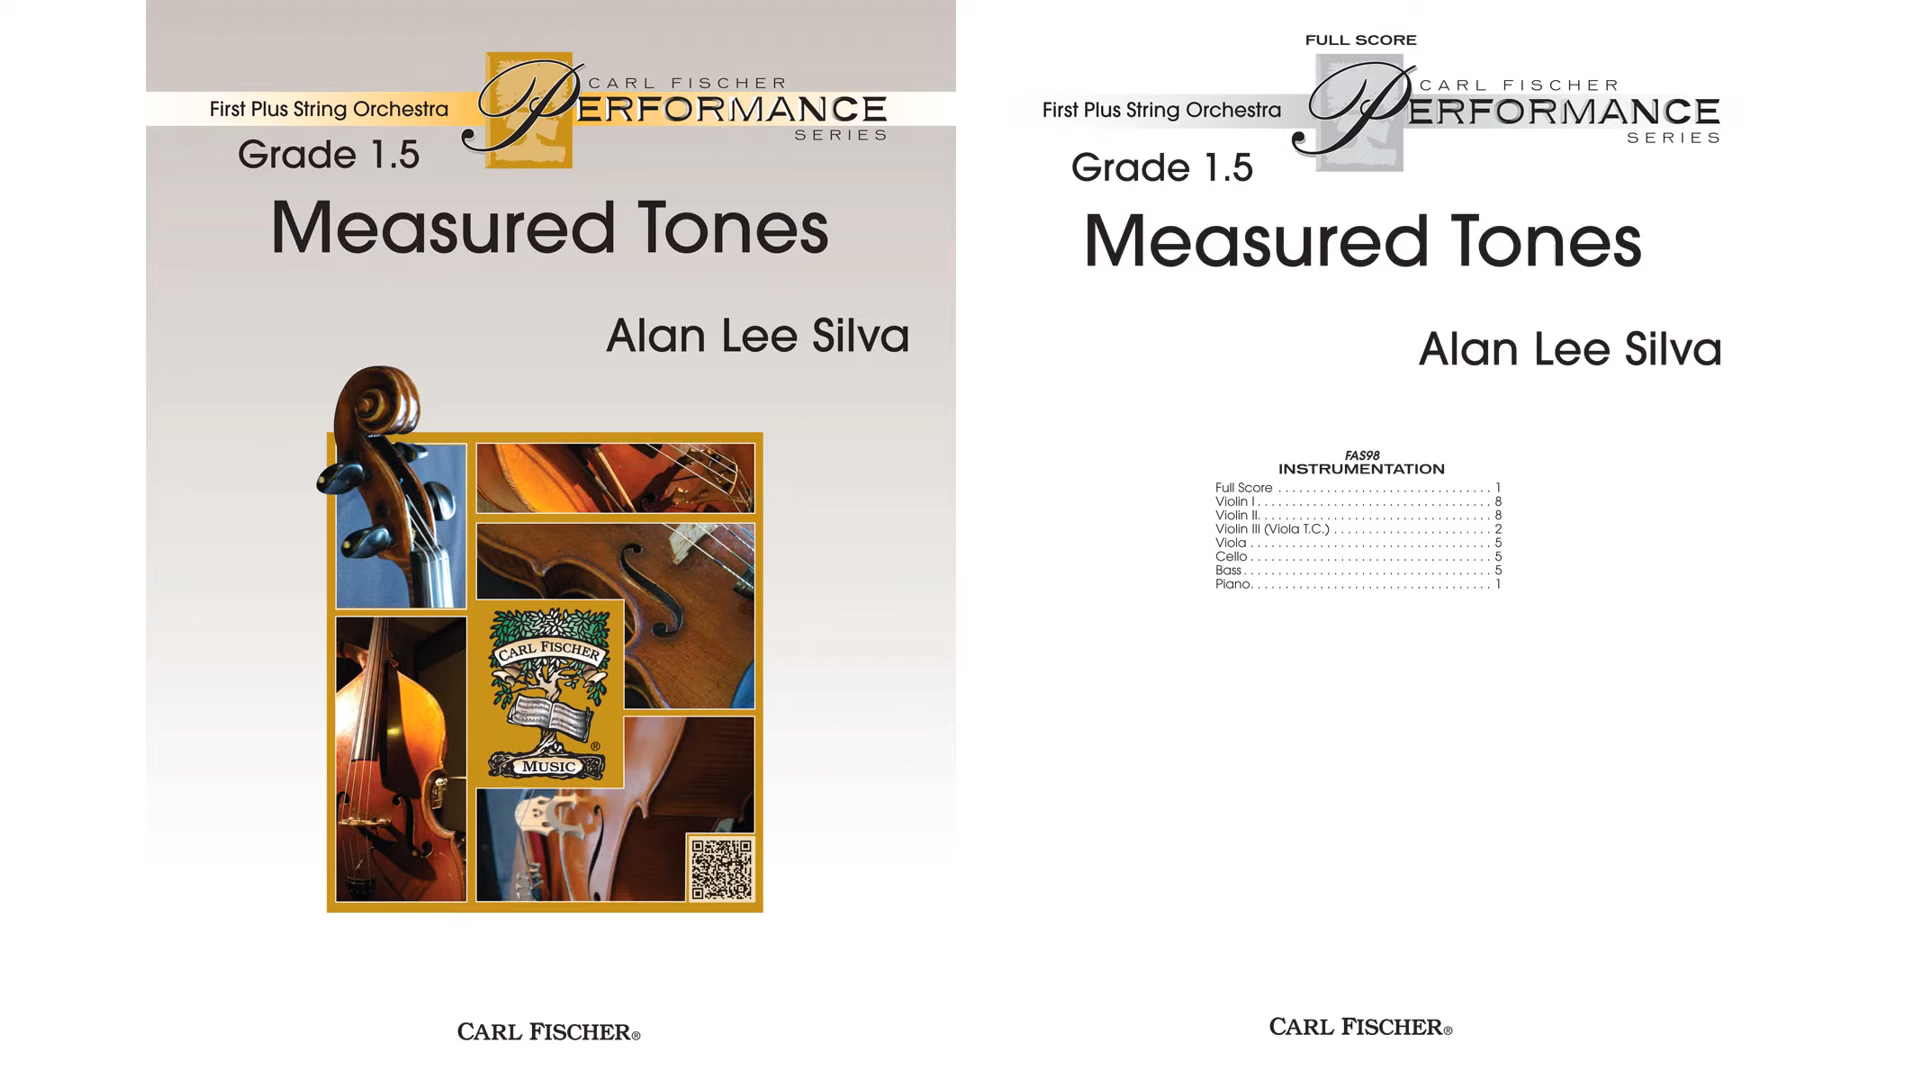 First Plus String Orchestra
CARL FISCHER
PERFORMANCE
SERIES
Grade 1.5
Measured Tones
Alan Lee Silva
CARL FISCHER
®
MUSIC
CARL FISCHER®
FULL SCORE
First Plus String Orchestra
CARL FISCHER
PERFORMANCE
SERIES
Grade 1.5
Measured Tones
Alan Lee Silva
FAS98
INSTRUMENTATION
Full Score . . . . . . . . . . . . . . . . . . . . . . . . . . . . . . 1
Violin I . . . . . . . . . . . . . . . . . . . . . . . . . . . . . . . . . 8
Violin II. . . . . . . . . . . . . . . . . . . . . . . . . . . . . . . . . 8
Violin III (Viola T.C.) . . . . . . . . . . . . . . . . . . . . . . 2
Viola . . . . . . . . . . . . . . . . . . . . . . . . . . . . . . . . . . 5
Cello . . . . . . . . . . . . . . . . . . . . . . . . . . . . . . . . . . 5
Bass . . . . . . . . . . . . . . . . . . . . . . . . . . . . . . . . . . . 5
Piano. . . . . . . . . . . . . . . . . . . . . . . . . . . . . . . . . . 1
CARL FISCHER®